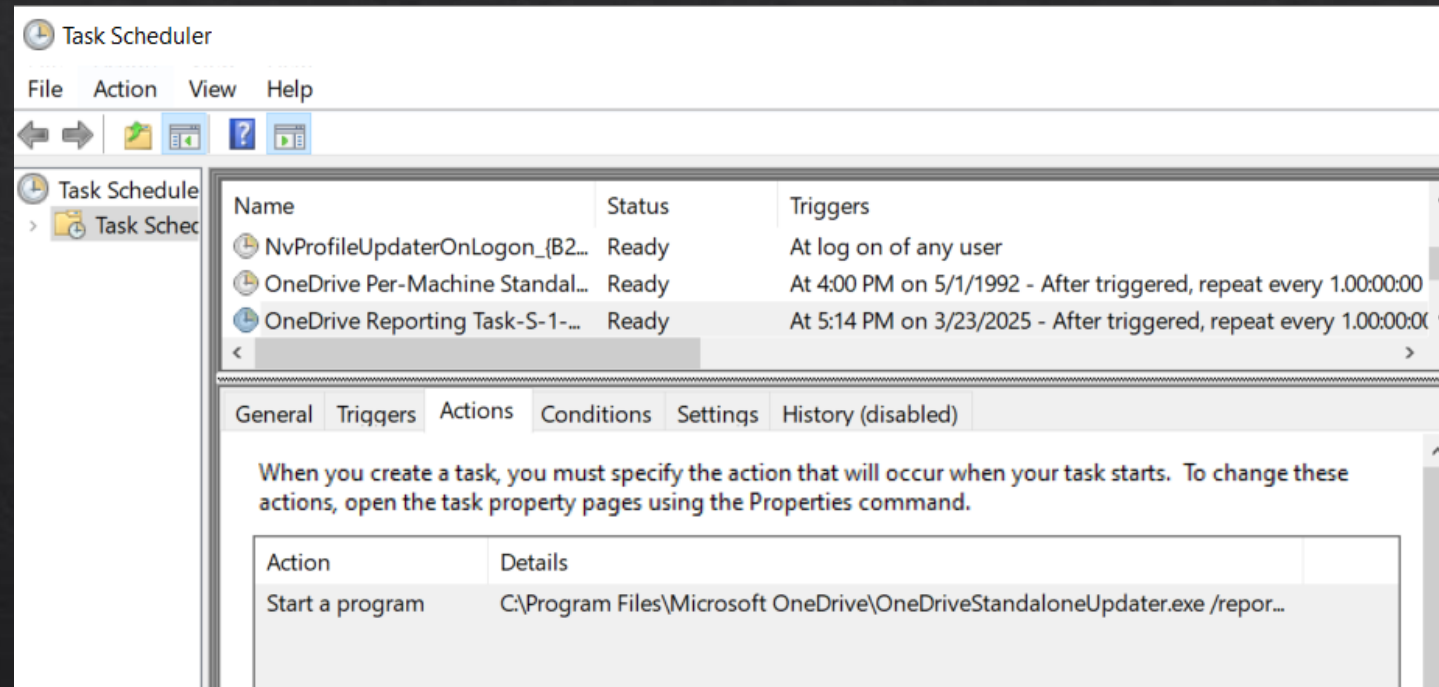 Task Scheduler
File Action View Help
Task Schedule
Task Sched
Name Status Triggers
NvProfileUpdaterOnLogon_{B2... Ready At log on of any user
OneDrive Per-Machine Standal... Ready At 4:00 PM on 5/1/1992 - After triggered, repeat every 1.00:00:00
OneDrive Reporting Task-S-1-... Ready At 5:14 PM on 3/23/2025 - After triggered, repeat every 1.00:00:0(
General Triggers Actions Conditions Settings History (disabled)
When you create a task, you must specify the action that will occur when your task starts. To change these
actions, open the task property pages using the Properties command.
Action Details
Start a program C:\Program Files\Microsoft OneDrive\OneDriveStandaloneUpdater.exe /repor...